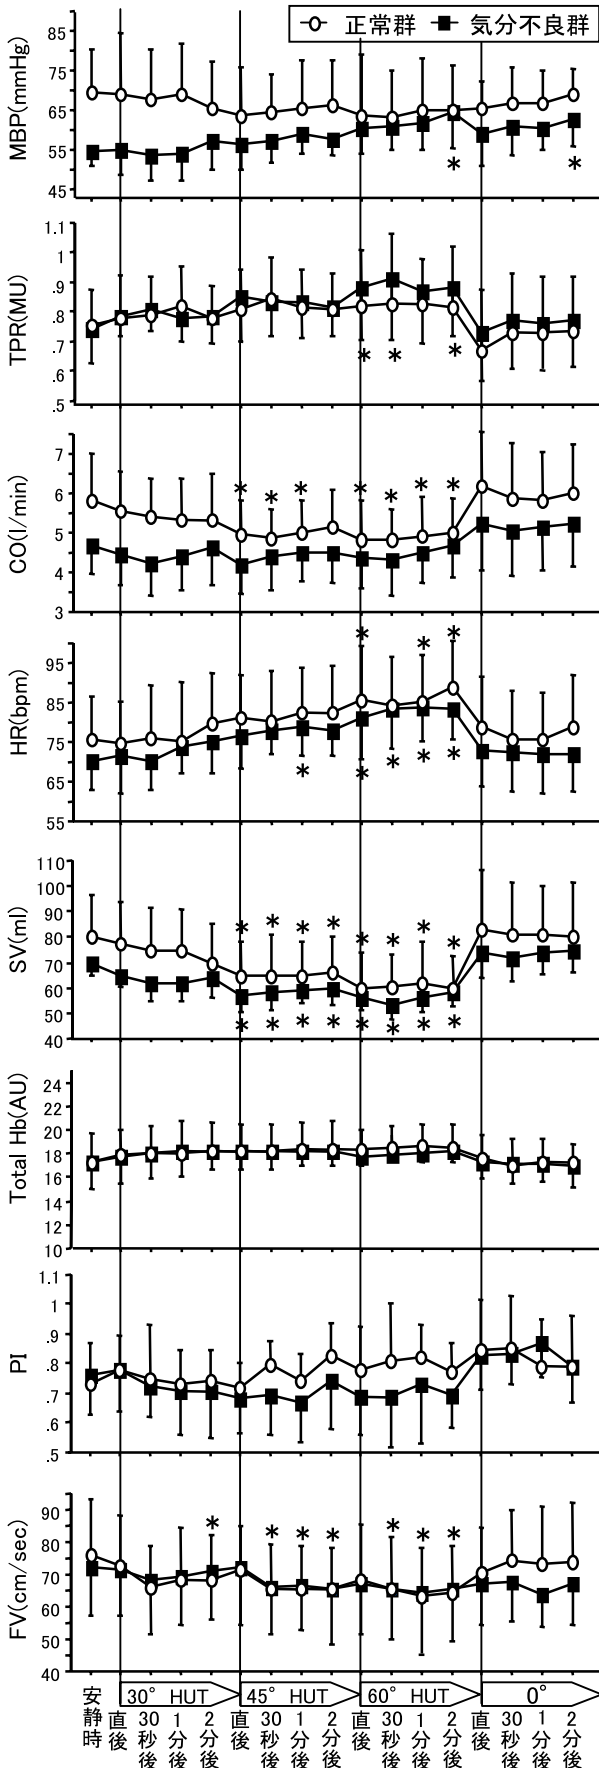 正常群 気分不良群
MBP(mmHg)
85
75
65
55
45
*
*
TPR(MU)
1.1
1
.9
.8
.7
.6
.5
* * *
CO(l/min)
7
6
5
4
3
* * * * * * *
HR(bpm)
95
85
75
65
55
* * *
* * * * *
SV(ml)
110
100
90
80
70
60
50
40
* * * * * * * *
* * * * * * * *
Total Hb(AU)
24
22
20
18
16
14
12
10
PI
1.1
1
.9
.8
.7
.6
.5
FV(cm/sec)
90
80
70
60
50
40
* * * * * * *
30° HUT 45° HUT 60° HUT 0°
安静時 直後 30秒後 1分後 2分後 直後 30秒後 1分後 2分後 直後 30秒後 1分後 2分後 直後 30秒後 1分後 2分後